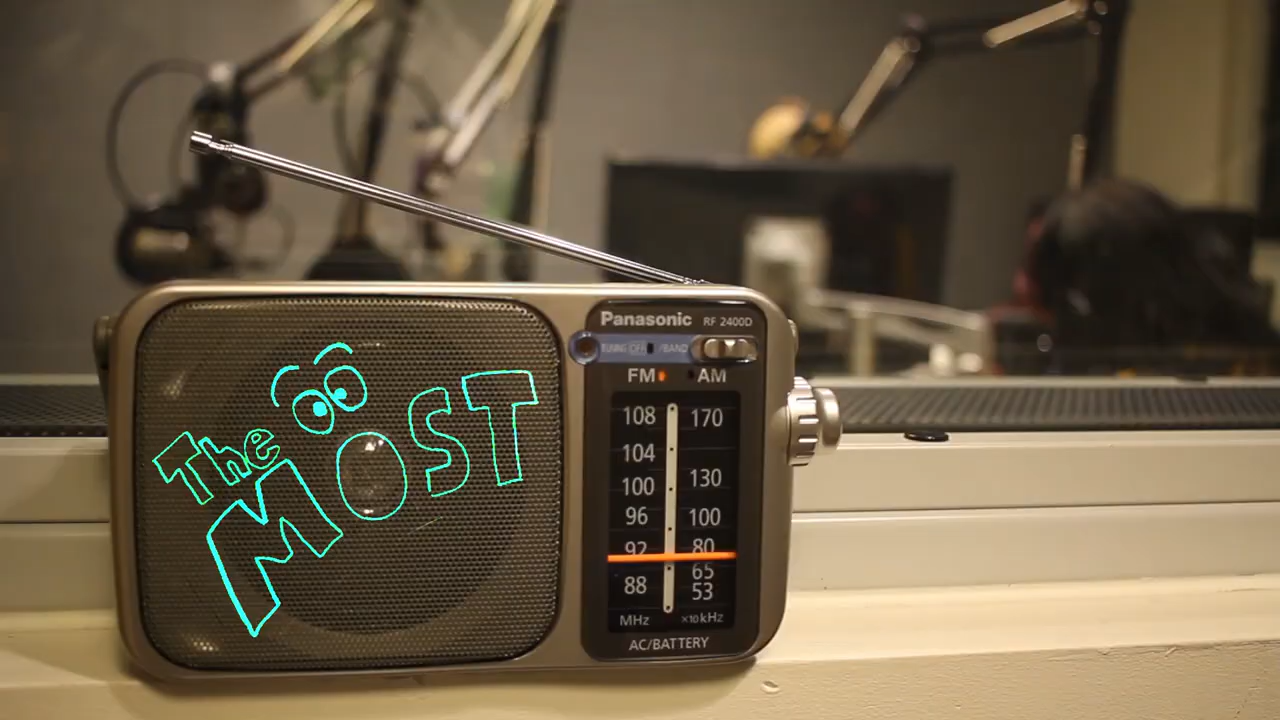 The
MOST
Panasonic RF 2400D
TUNING OFF /BAND
FM AM
108 170
104
100 130
96 100
92 80
65
88 53
MHz ×10 kHz
AC/BATTERY